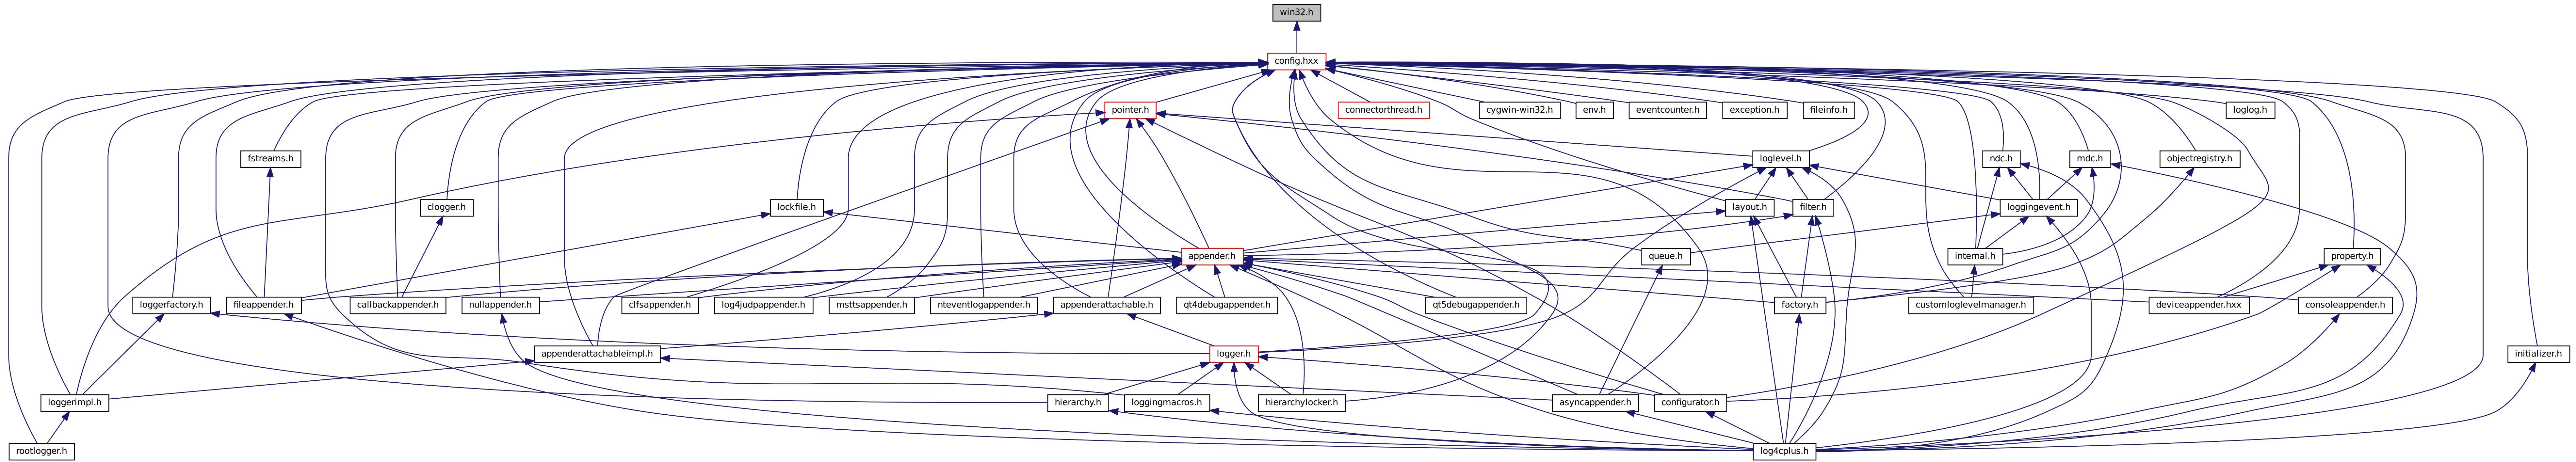 win32.h
config.hxx
pointer.h
connectorthread.h
cygwin-win32.h
env.h
eventcounter.h
exception.h
fileinfo.h
loglog.h
fstreams.h
loglevel.h
ndc.h
mdc.h
objectregistry.h
clogger.h
lockfile.h
layout.h
filter.h
loggingevent.h
appender.h
queue.h
internal.h
property.h
loggerfactory.h
fileappender.h
callbackappender.h
nullappender.h
clfsappender.h
log4judpappender.h
msttsappender.h
nteventlogappender.h
appenderattachable.h
qt4debugappender.h
qt5debugappender.h
factory.h
customloglevelmanager.h
deviceappender.hxx
consoleappender.h
appenderattachableimpl.h
logger.h
initializer.h
loggerimpl.h
hierarchy.h
loggingmacros.h
hierarchylocker.h
asyncappender.h
configurator.h
rootlogger.h
log4cplus.h